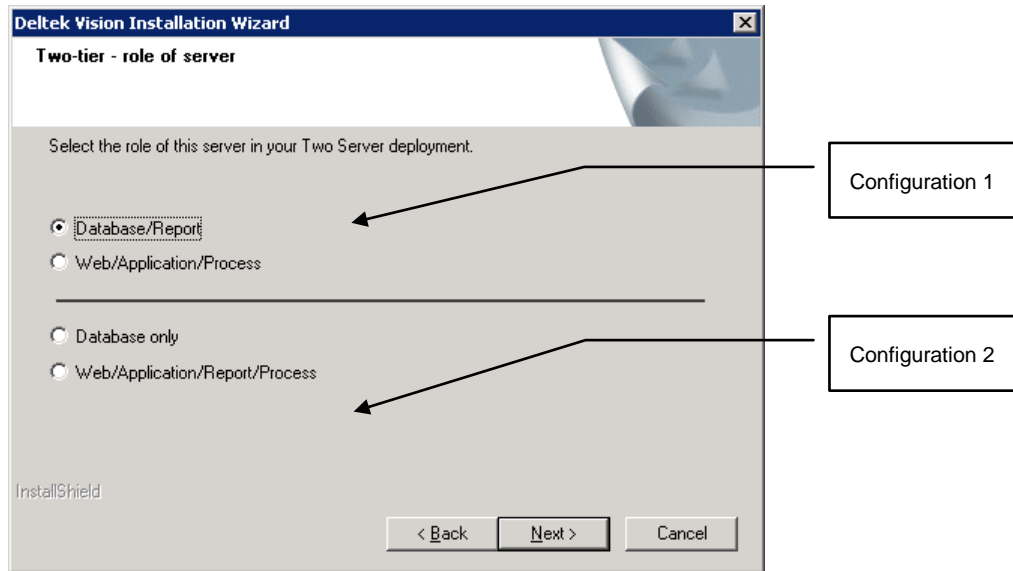 Deltek Vision Installation Wizard
Two-tier - role of server
Select the role of this server in your Two Server deployment.
Configuration 1
Database/Report
Web/Application/Process
Database only
Configuration 2
Web/Application/Report/Process
InstallShield
< Back
Next >
Cancel